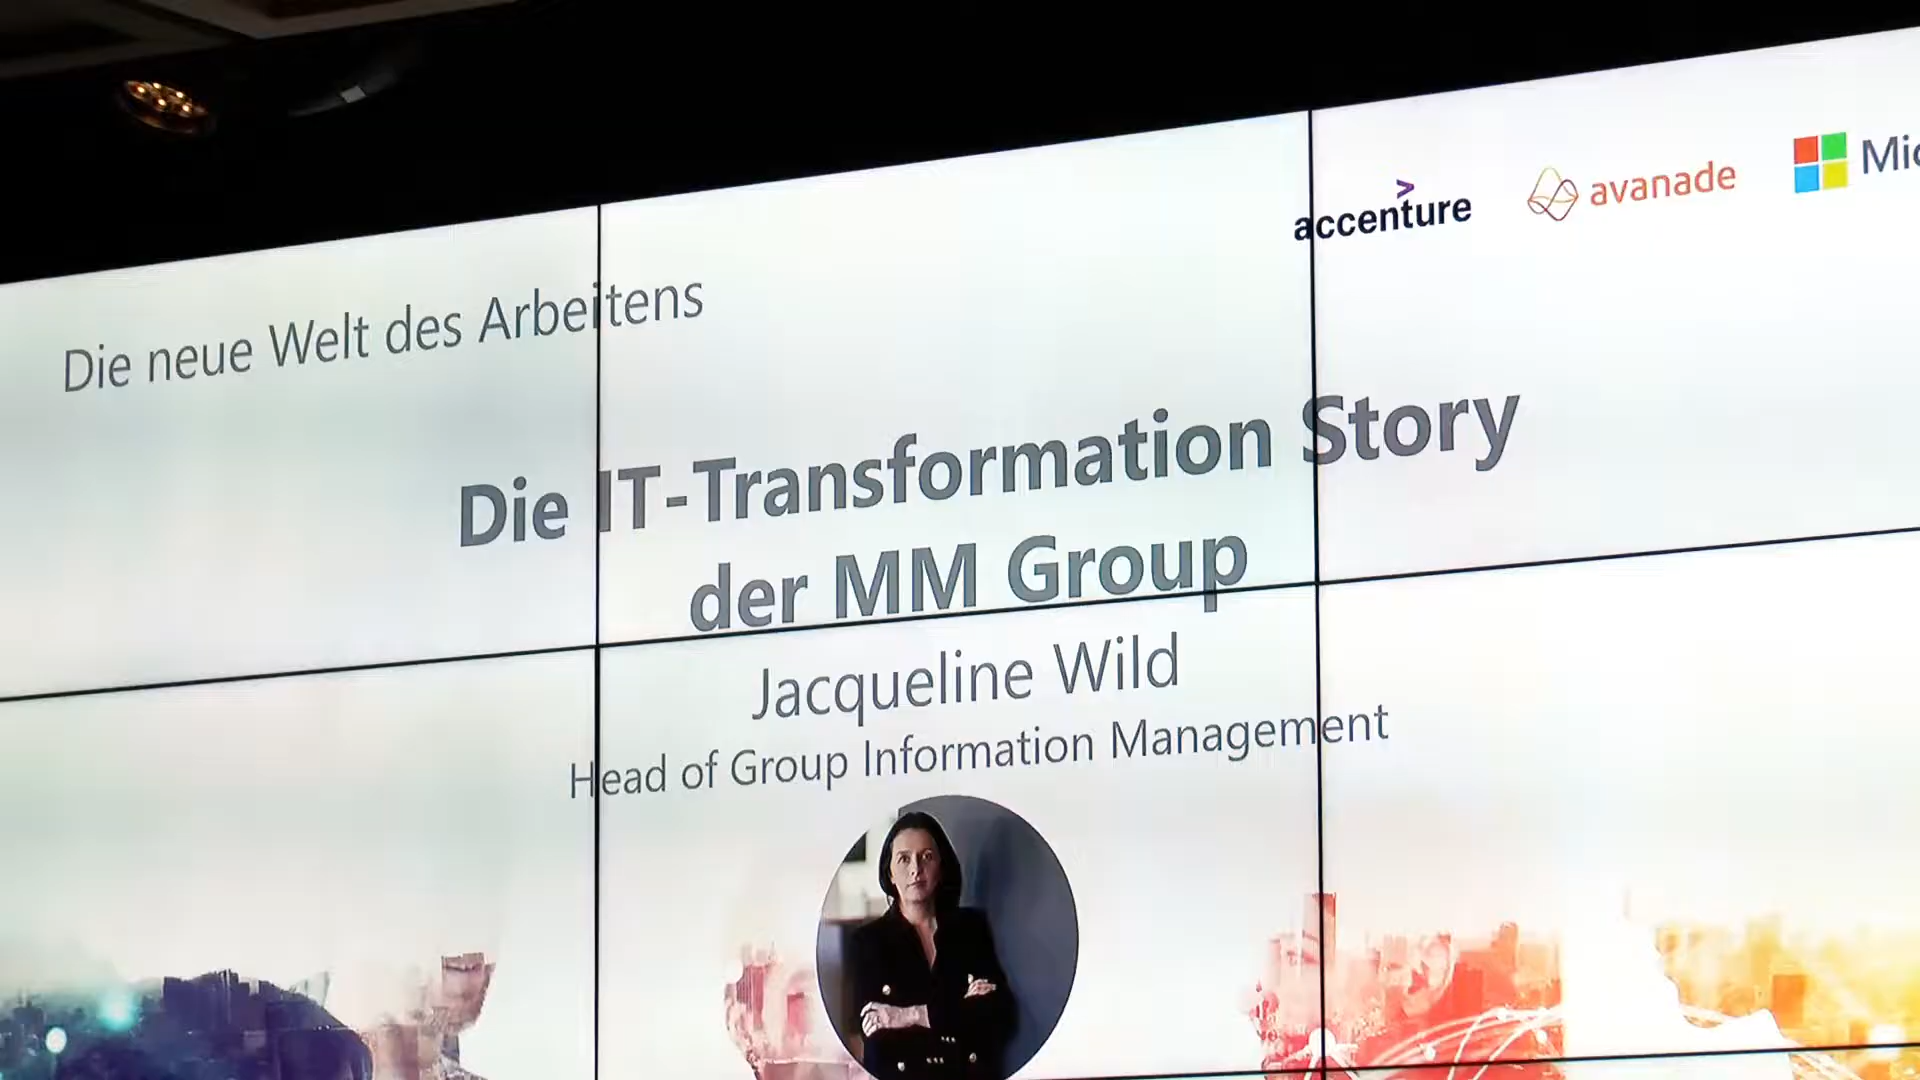 accenture
avanade
Mic
Die neue Welt des Arbeitens
Die IT-Transformation Story
der MM Group
Jacqueline Wild
Head of Group Information Management